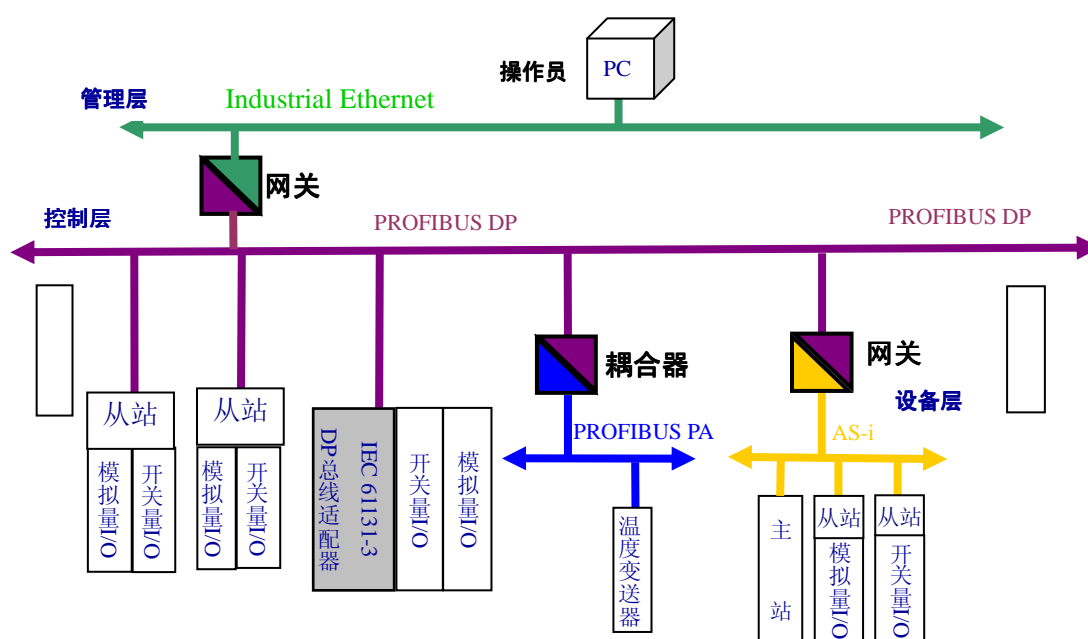 操作员
PC
管理层
Industrial Ethernet
网关
控制层
PROFIBUS DP
PROFIBUS DP
耦合器
网关
设备层
从站
从站
模拟量I/O
开关量I/O
模拟量I/O
开关量I/O
DP总线适配器
IEC 61131-3
开关量I/O
模拟量I/O
PROFIBUS PA
AS-i
温度变送器
主站
从站
从站
模拟量I/O
开关量I/O